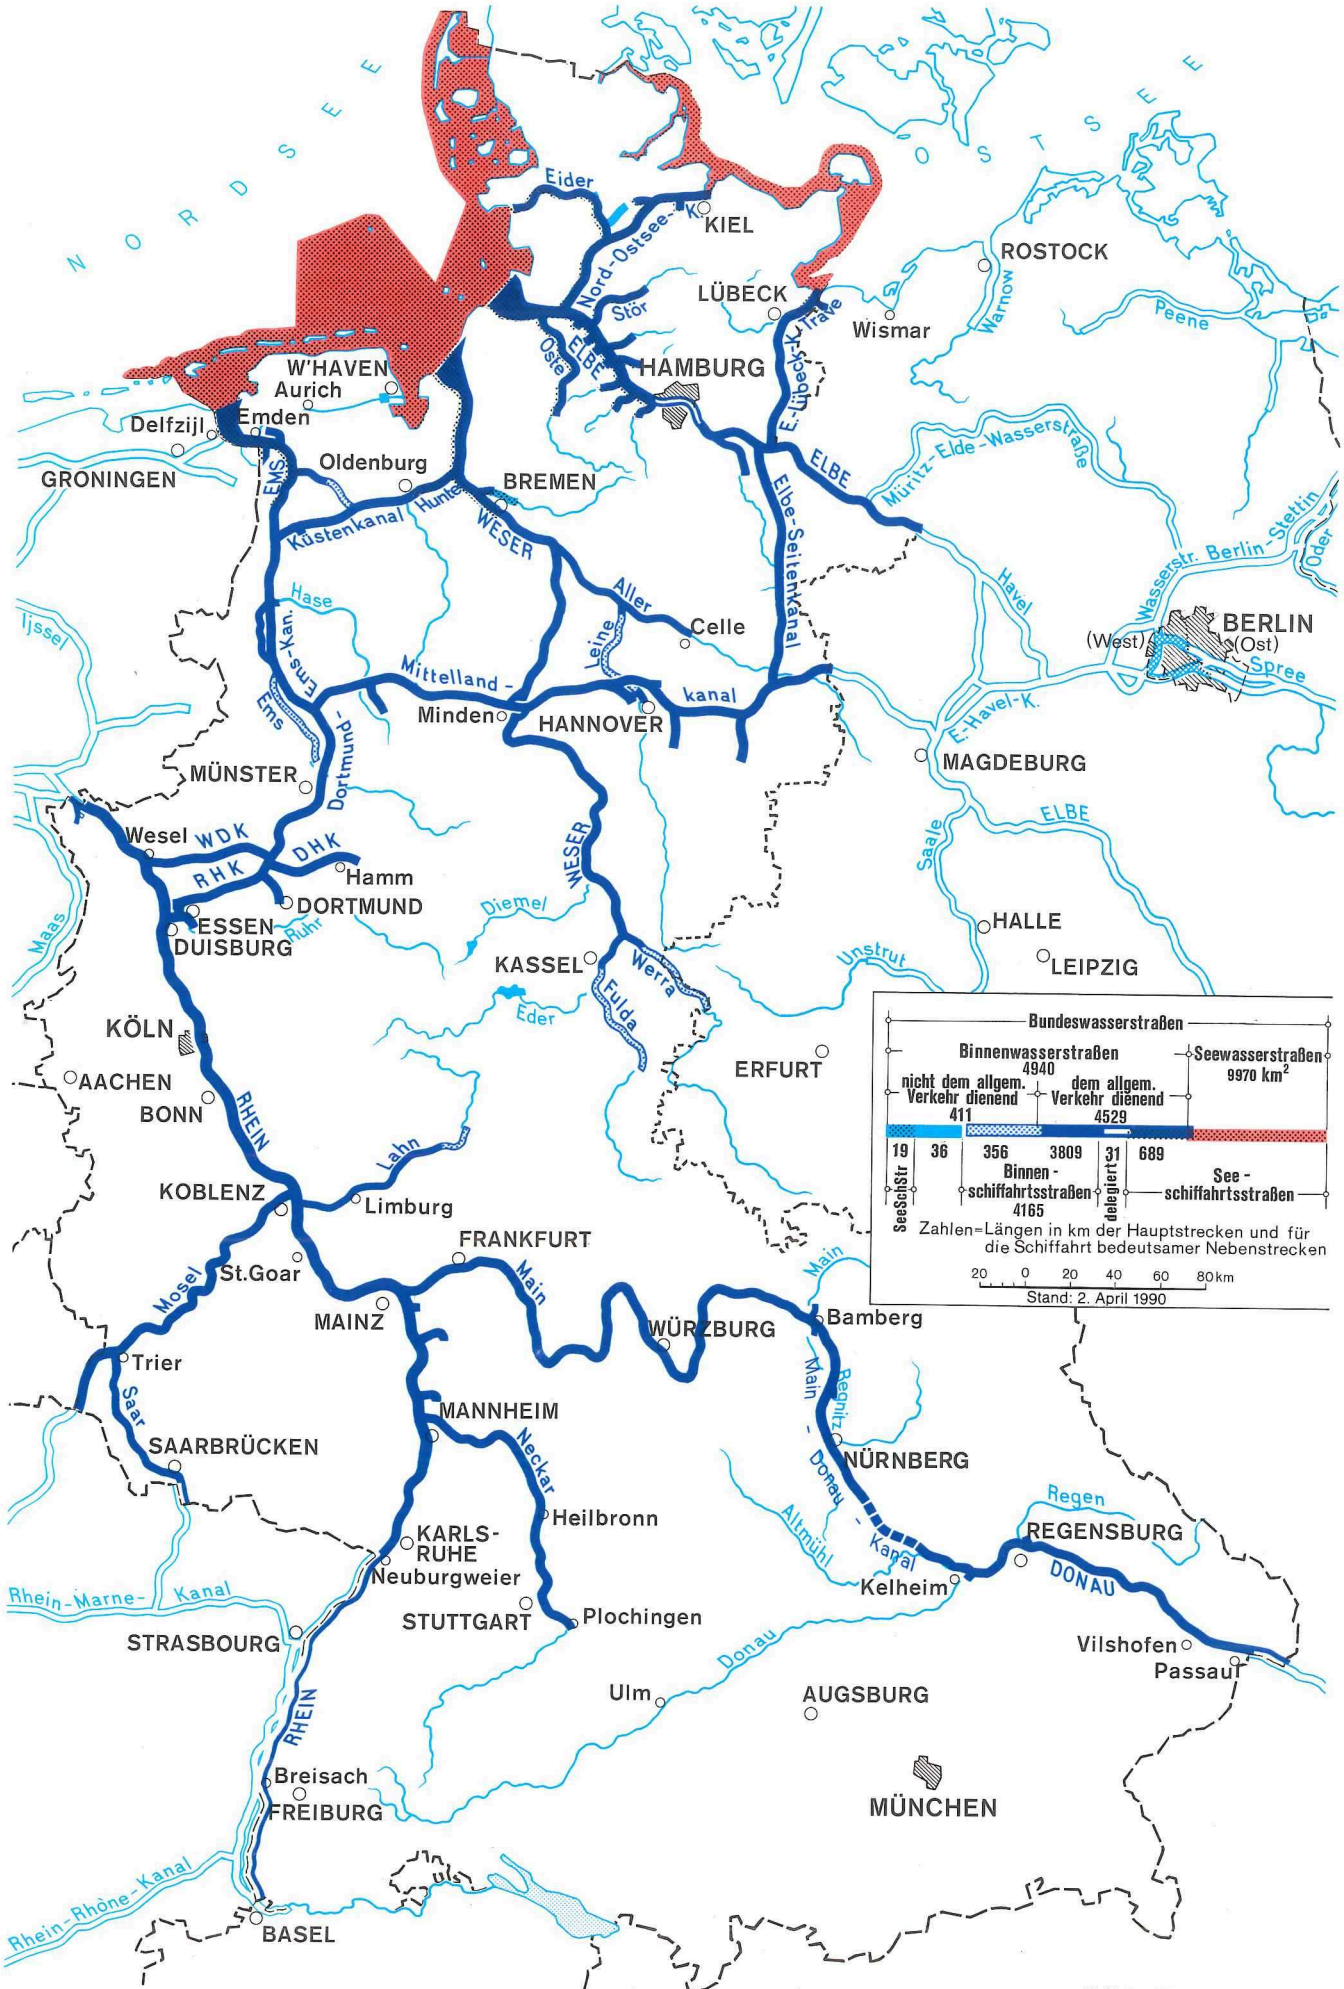 N O R D S E E
O S T S E E
Eider
Nord-Ostsee-K.
KIEL
ROSTOCK
Warnow
Peene
LÜBECK
Trave
Wismar
Stör
Oste
ELBE
HAMBURG
E.-Lübeck-K.
W'HAVEN
Aurich
Delfzijl
Emden
GRONINGEN
EMS
Oldenburg
Hunte
BREMEN
Küstenkanal
WESER
ELBE
Müritz-Elde-Wasserstraße
Elbe-Seitenkanal
Wasserstr. Berlin-Stettin
Oder
Havel
Ijssel
Hase
Ems-Kan.
Aller
Celle
Leine
BERLIN
(West)
(Ost)
Spree
Ems
Mittelland-
kanal
Minden
HANNOVER
E.-Havel-K.
MAGDEBURG
MÜNSTER
Dortmund-
Wesel
WDK
DHK
RHK
Hamm
DORTMUND
ESSEN
DUISBURG
Ruhr
Maas
WESER
Diemel
Saale
ELBE
HALLE
LEIPZIG
Unstrut
KASSEL
Werra
Fulda
Eder
KÖLN
AACHEN
BONN
RHEIN
ERFURT
Bundeswasserstraßen
Binnenwasserstraßen
4940
Seewasserstraßen
9970 km²
nicht dem allgem.
Verkehr dienend
411
dem allgem.
Verkehr dienend
4529
19 36 356 3809 31 689
SeeSchStr
Binnen-
schiffahrtsstraßen
4165
delegiert
See-
schiffahrtsstraßen
Zahlen=Längen in km der Hauptstrecken und für
die Schiffahrt bedeutsamer Nebenstrecken
20 0 20 40 60 80km
Stand: 2. April 1990
Lahn
KOBLENZ
Limburg
St.Goar
Mosel
FRANKFURT
Main
MAINZ
WÜRZBURG
Main
Bamberg
Trier
Saar
SAARBRÜCKEN
MANNHEIM
Neckar
Main - Donau - Kanal
Regnitz
NÜRNBERG
Heilbronn
KARLS-
RUHE
Neuburgweier
Altmühl
Regen
REGENSBURG
Kelheim
DONAU
Rhein-Marne-Kanal
STUTTGART
Plochingen
STRASBOURG
Donau
Vilshofen
Passau
Ulm
AUGSBURG
RHEIN
Breisach
FREIBURG
MÜNCHEN
Rhein-Rhône-Kanal
BASEL